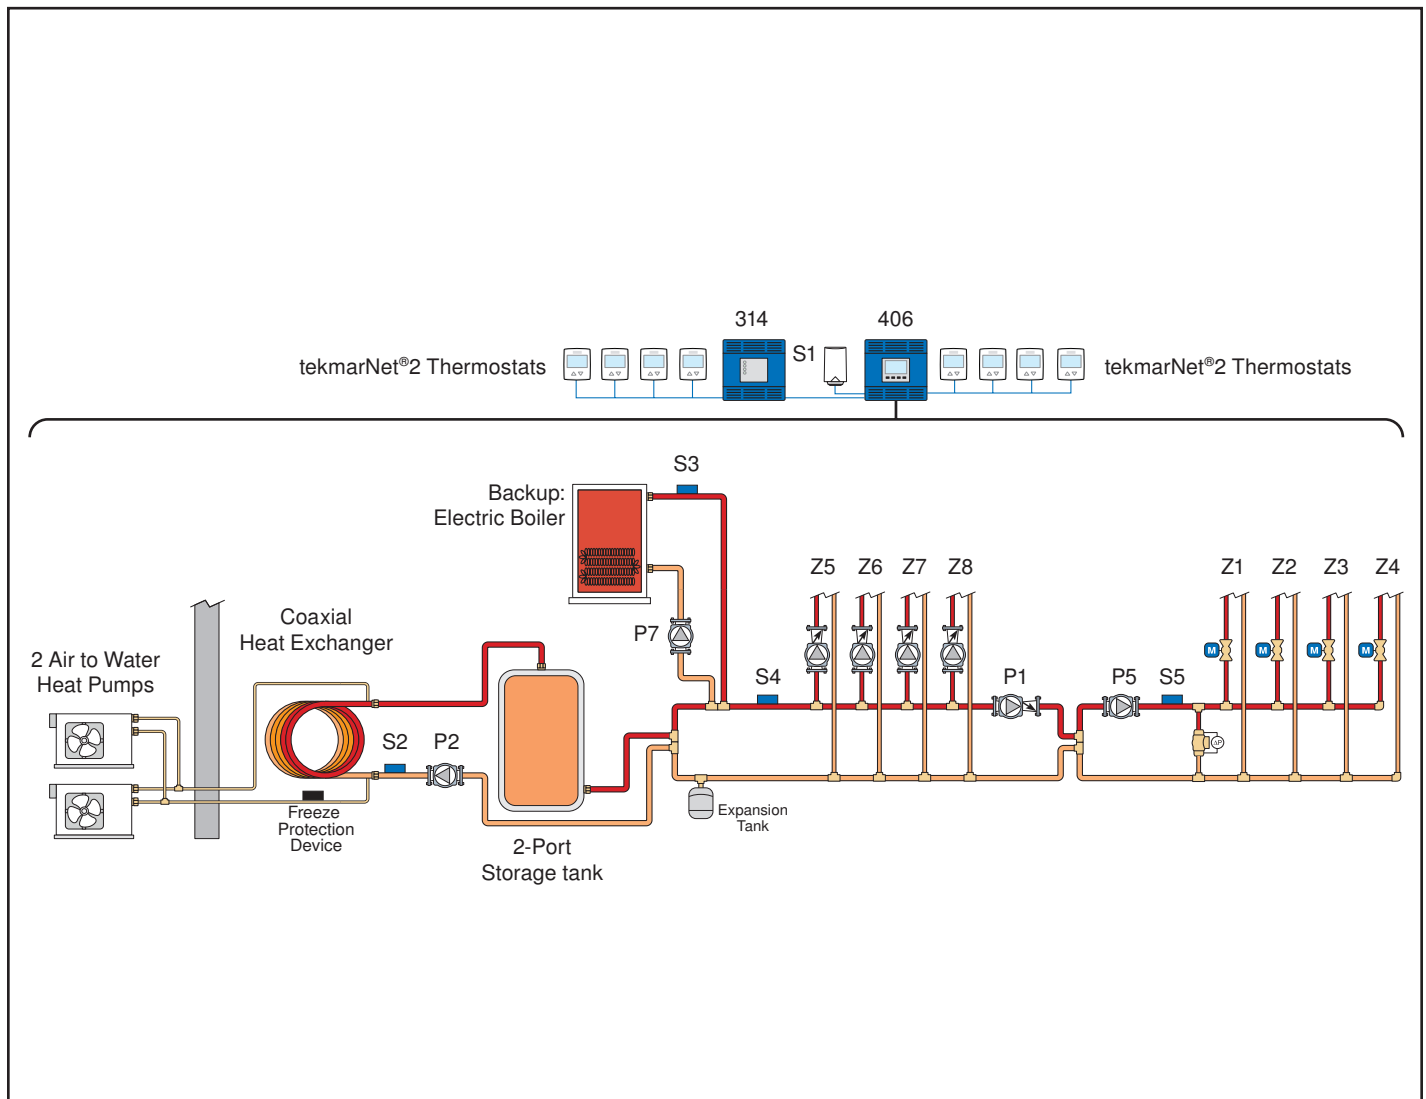 314
406
S1
tekmarNet®2 Thermostats
tekmarNet®2 Thermostats
S3
Backup:
Electric Boiler
Z5
Z6
Z7
Z8
Z1
Z2
Z3
Z4
Coaxial
Heat Exchanger
P7
2 Air to Water
Heat Pumps
M
M
M
M
S4
P1
P5
S5
S2
P2
ΔP
Freeze
Protection
Device
Expansion
Tank
2-Port
Storage tank